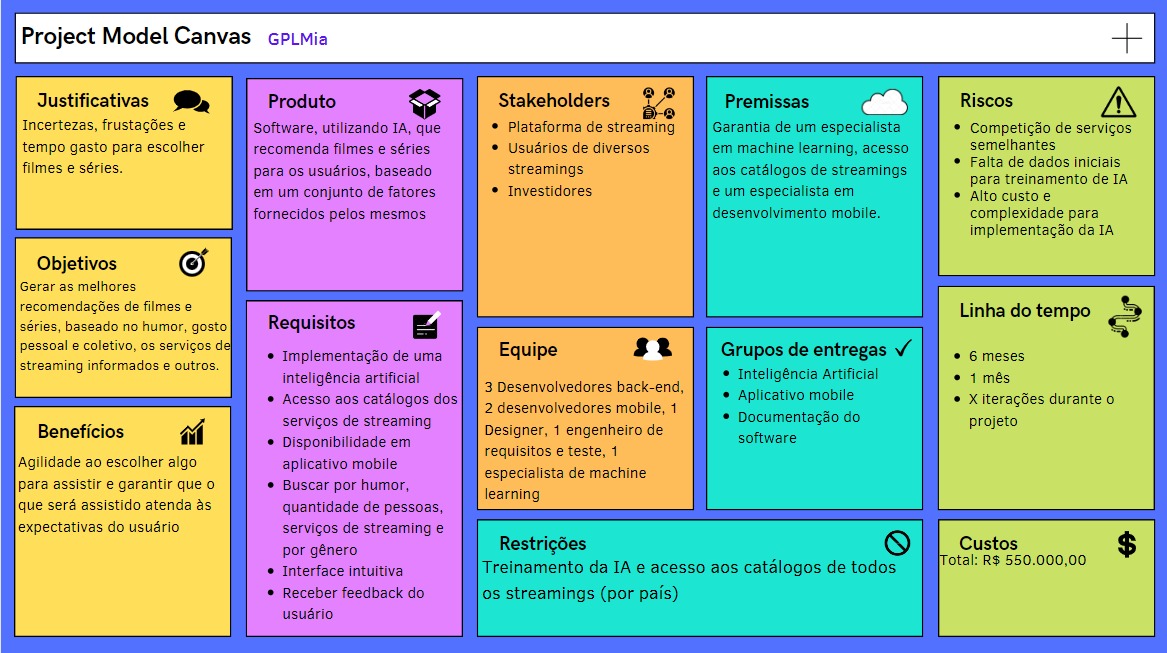 Project Model Canvas GPLMia
Justificativas
Incertezas, frustações e
tempo gasto para escolher
filmes e séries.
Objetivos
Gerar as melhores
recomendações de filmes e
séries, baseado no humor, gosto
pessoal e coletivo, os serviços de
streaming informados e outros.
Benefícios
Agilidade ao escolher algo
para assistir e garantir que o
que será assistido atenda às
expectativas do usuário
Produto
Software, utilizando IA, que
recomenda filmes e séries
para os usuários, baseado
em um conjunto de fatores
fornecidos pelos mesmos
Requisitos
• Implementação de uma
inteligência artificial
• Acesso aos catálogos dos
serviços de streaming
• Disponibilidade em
aplicativo mobile
• Buscar por humor,
quantidade de pessoas,
serviços de streaming e
por gênero
• Interface intuitiva
• Receber feedback do
usuário
Stakeholders
• Plataforma de streaming
• Usuários de diversos
streamings
• Investidores
Equipe
3 Desenvolvedores back-end,
2 desenvolvedores mobile, 1
Designer, 1 engenheiro de
requisitos e teste, 1
especialista de machine
learning
Premissas
Garantia de um especialista
em machine learning, acesso
aos catálogos de streamings
e um especialista em
desenvolvimento mobile.
Grupos de entregas
• Inteligência Artificial
• Aplicativo mobile
• Documentação do
software
Restrições
Treinamento da IA e acesso aos catálogos de todos
os streamings (por país)
Riscos
• Competição de serviços
semelhantes
• Falta de dados iniciais
para treinamento de IA
• Alto custo e
complexidade para
implementação da IA
Linha do tempo
• 6 meses
• 1 mês
• X iterações durante o
projeto
Custos
Total: R$ 550.000,00